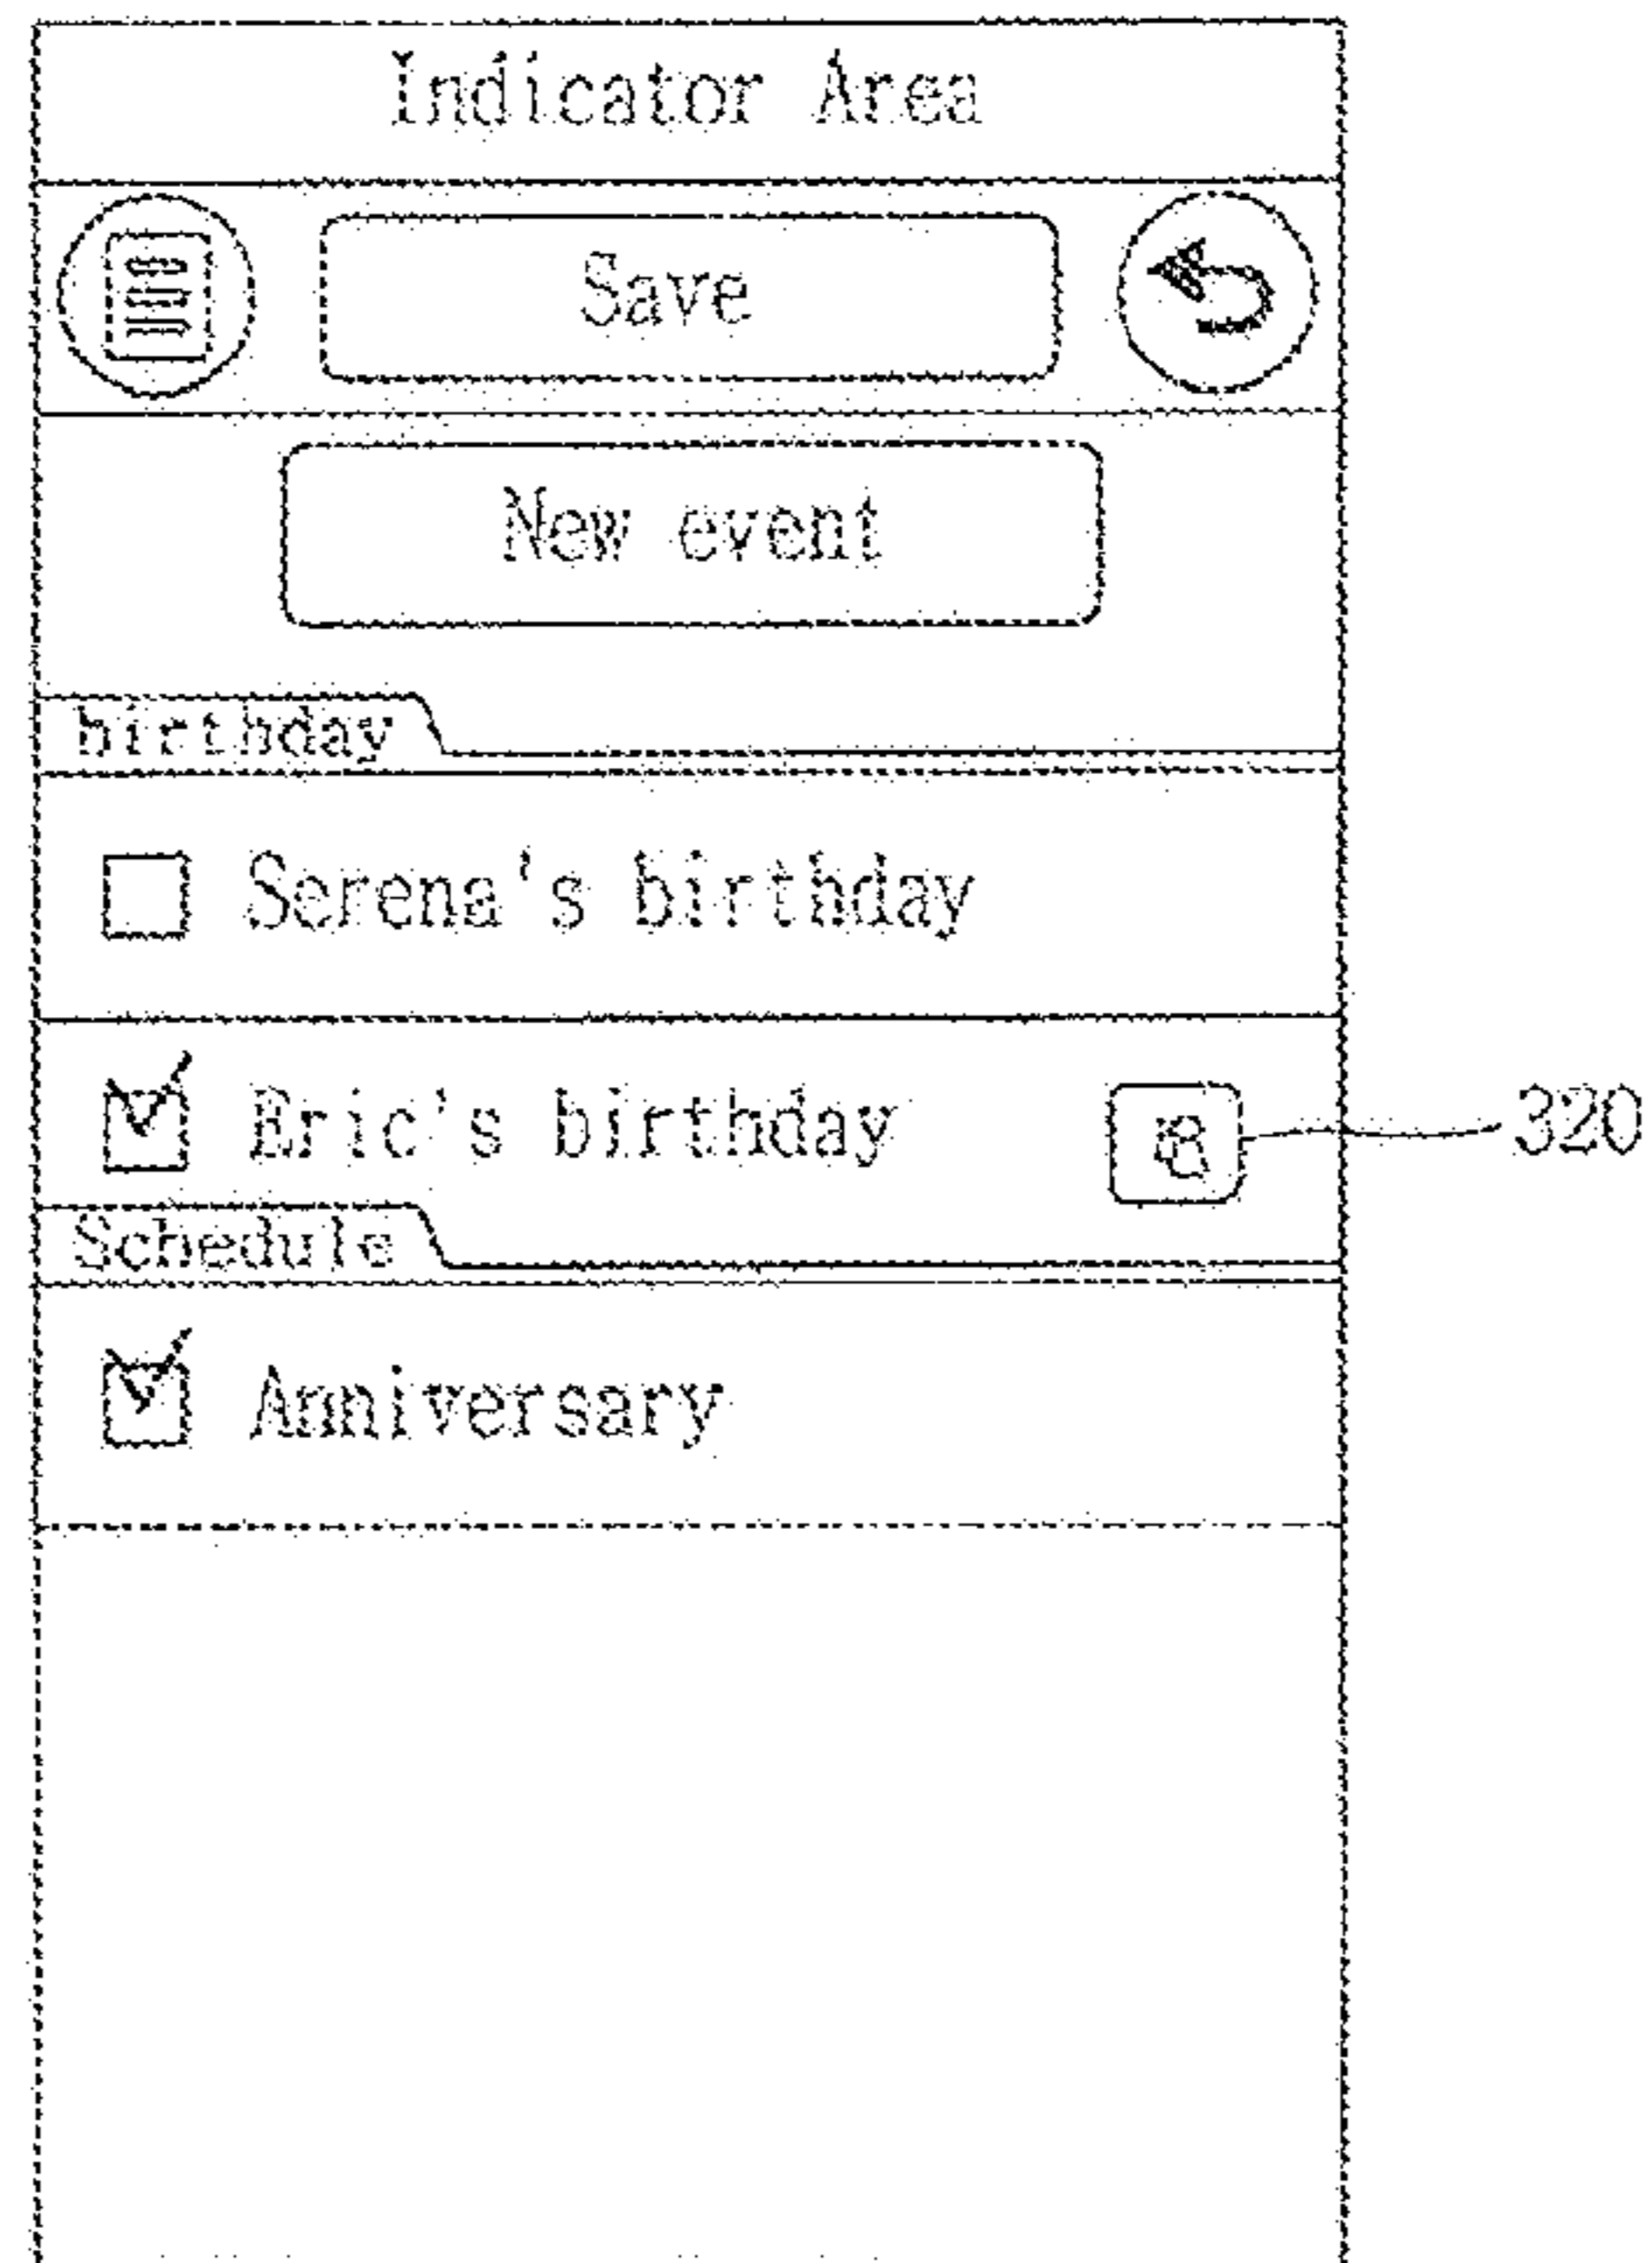 Indicator Area
Save
New event
birthday
Serena's birthday
Eric's birthday
320
Schedule
Anniversary